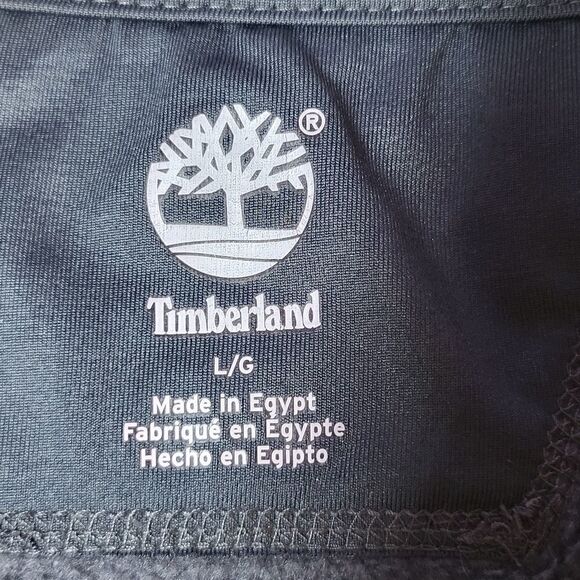 ®
Timberland
L/G
Made in Egypt
Fabriqué en Égypte
Hecho en Egipto